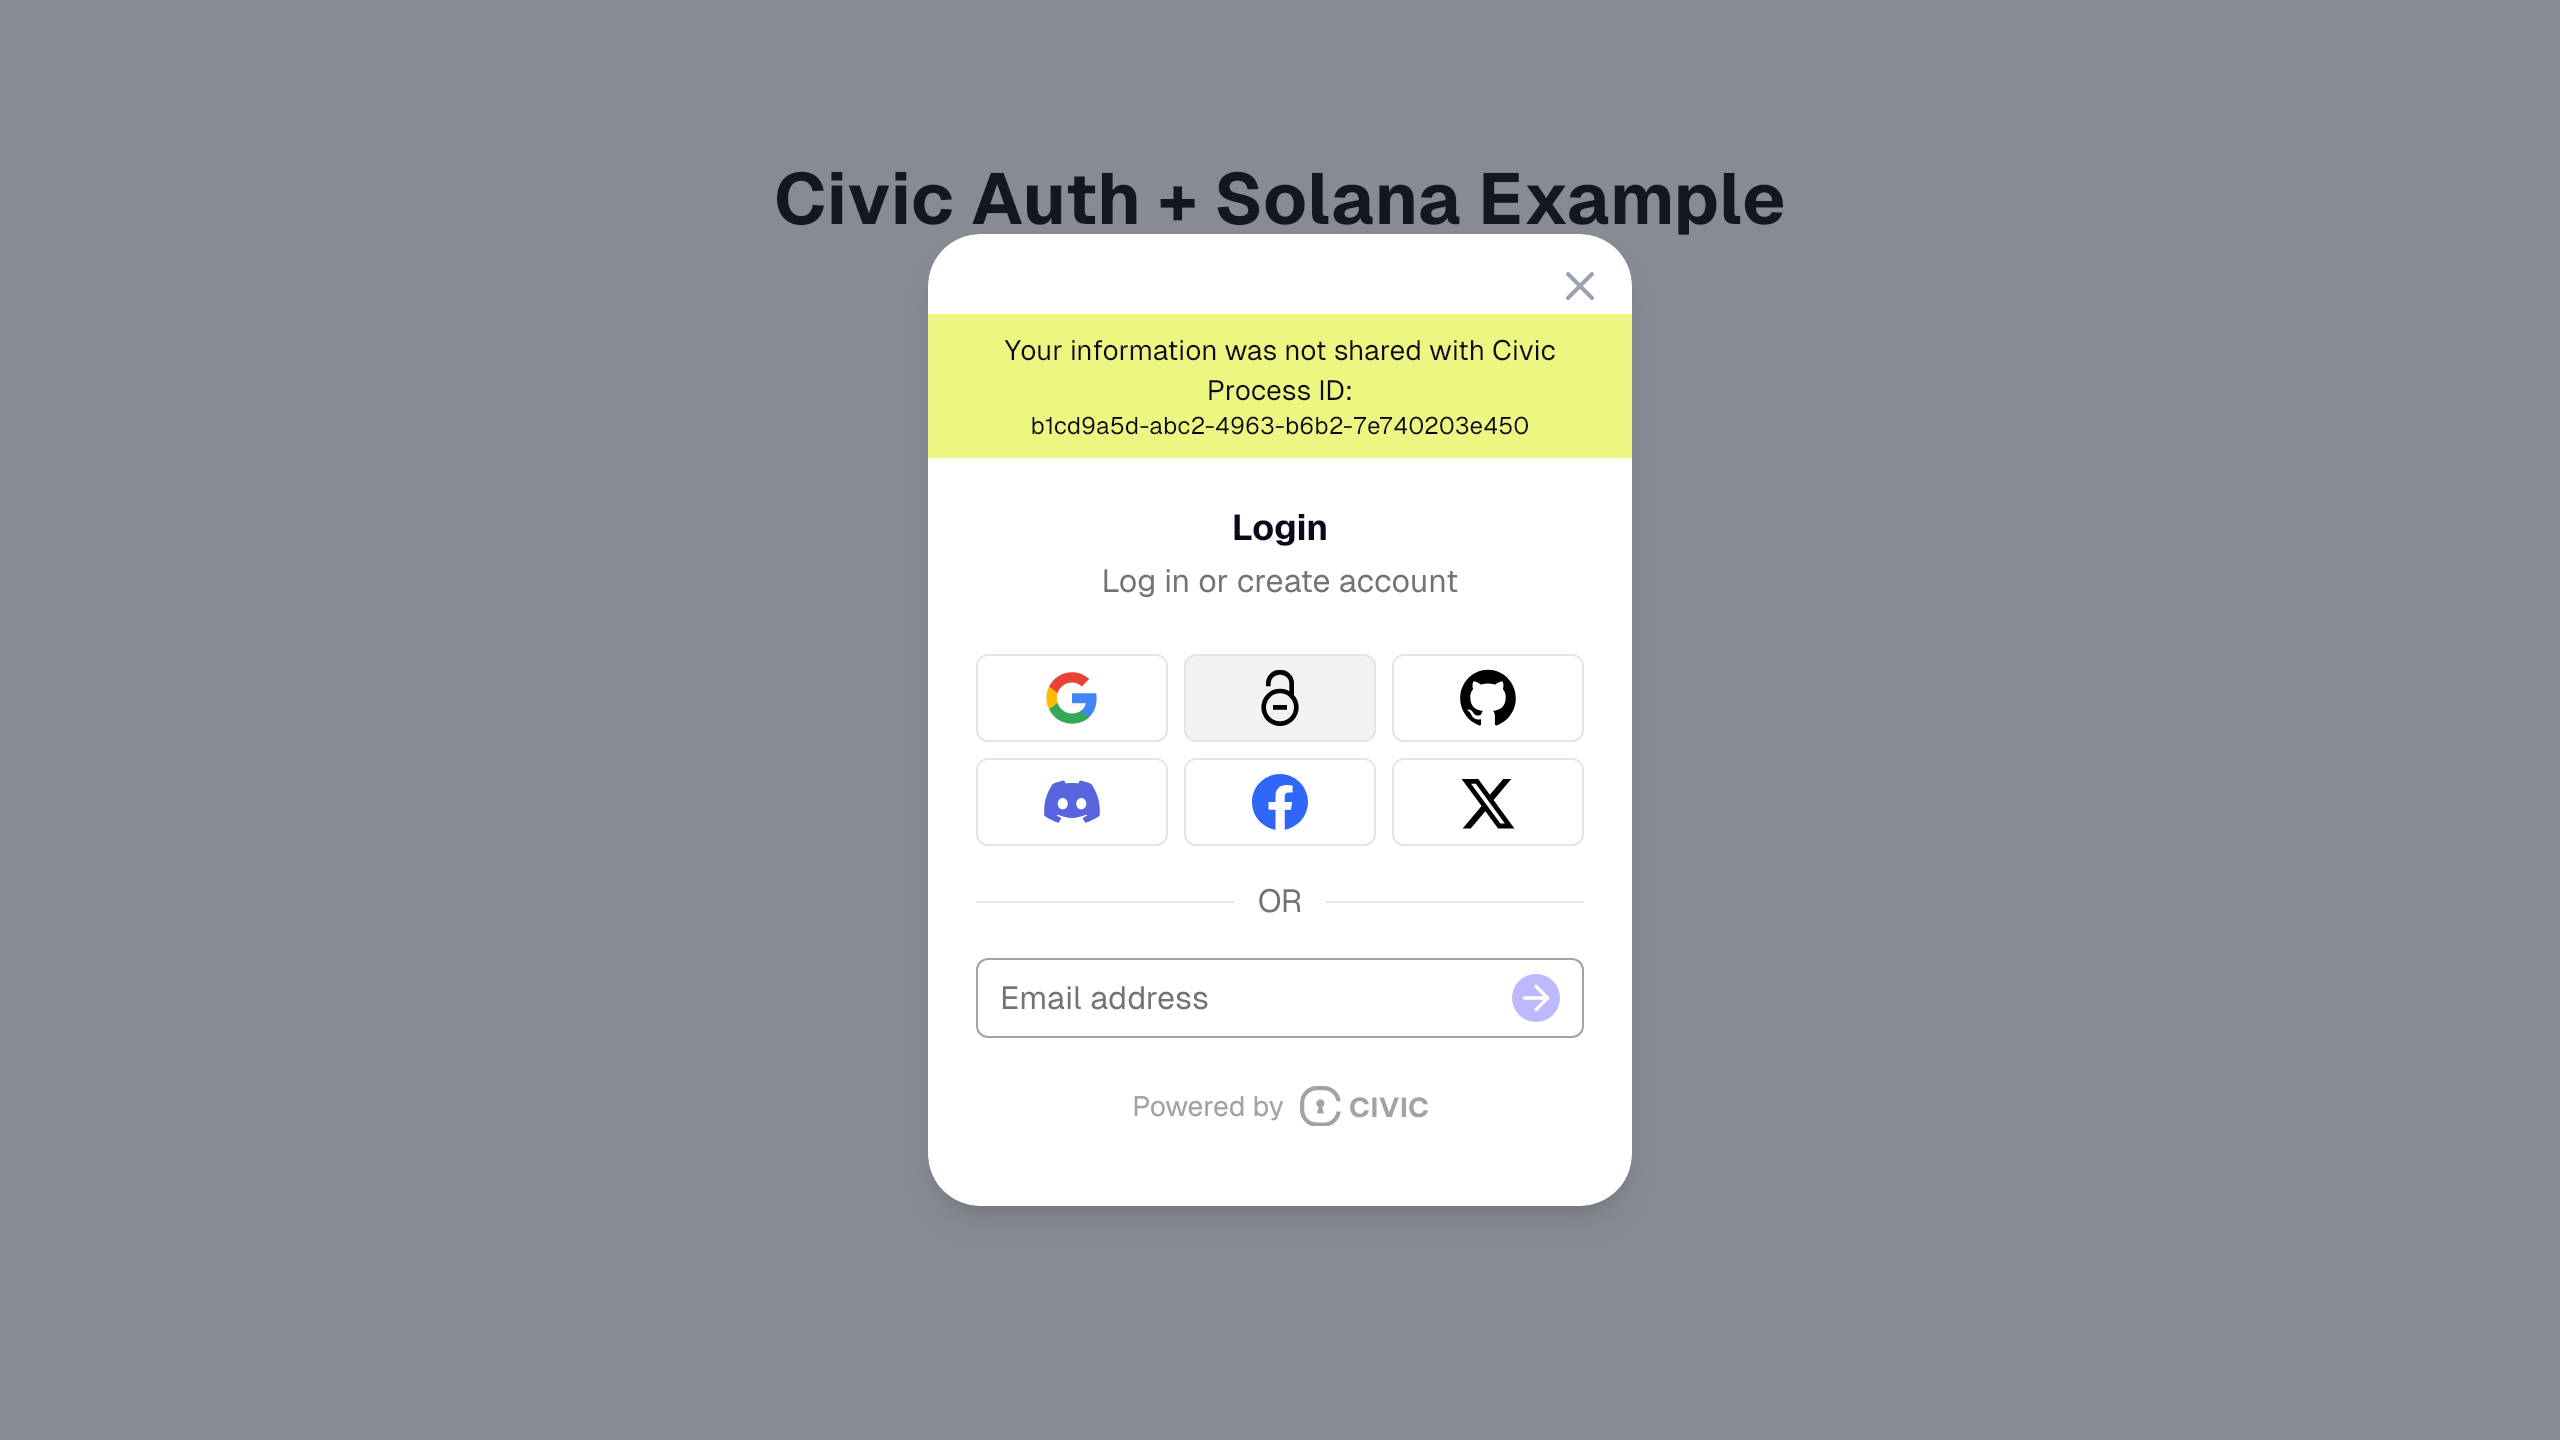 Civic Auth + Solana Example
Your information was not shared with Civic
Process ID:
b1cd9a5d-abc2-4963-b6b2-7e740203e450
Login
Log in or create account
OR
Email address
Powered by CIVIC